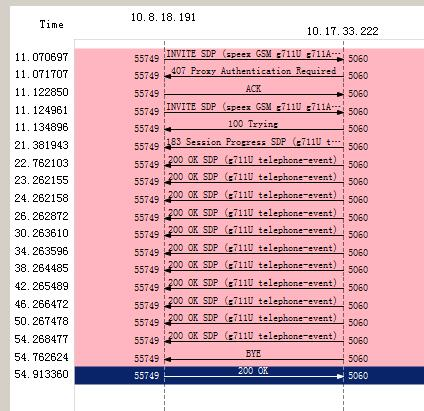 Time
10.8.18.191
10.17.33.222
11.070697 55749 INVITE SDP (speex GSM g711U g711A··· 5060
11.071707 55749 407 Proxy Authentication Required 5060
11.122850 55749 ACK 5060
11.124961 55749 INVITE SDP (speex GSM g711U g711A··· 5060
11.134896 55749 100 Trying 5060
21.381943 55749 183 Session Progress SDP (g711U t··· 5060
22.762103 55749 200 OK SDP (g711U telephone-event) 5060
23.262155 55749 200 OK SDP (g711U telephone-event) 5060
24.262158 55749 200 OK SDP (g711U telephone-event) 5060
26.262872 55749 200 OK SDP (g711U telephone-event) 5060
30.263610 55749 200 OK SDP (g711U telephone-event) 5060
34.263596 55749 200 OK SDP (g711U telephone-event) 5060
38.264485 55749 200 OK SDP (g711U telephone-event) 5060
42.265489 55749 200 OK SDP (g711U telephone-event) 5060
46.266472 55749 200 OK SDP (g711U telephone-event) 5060
50.267478 55749 200 OK SDP (g711U telephone-event) 5060
54.268477 55749 200 OK SDP (g711U telephone-event) 5060
54.762624 55749 BYE 5060
54.913360 55749 200 OK 5060